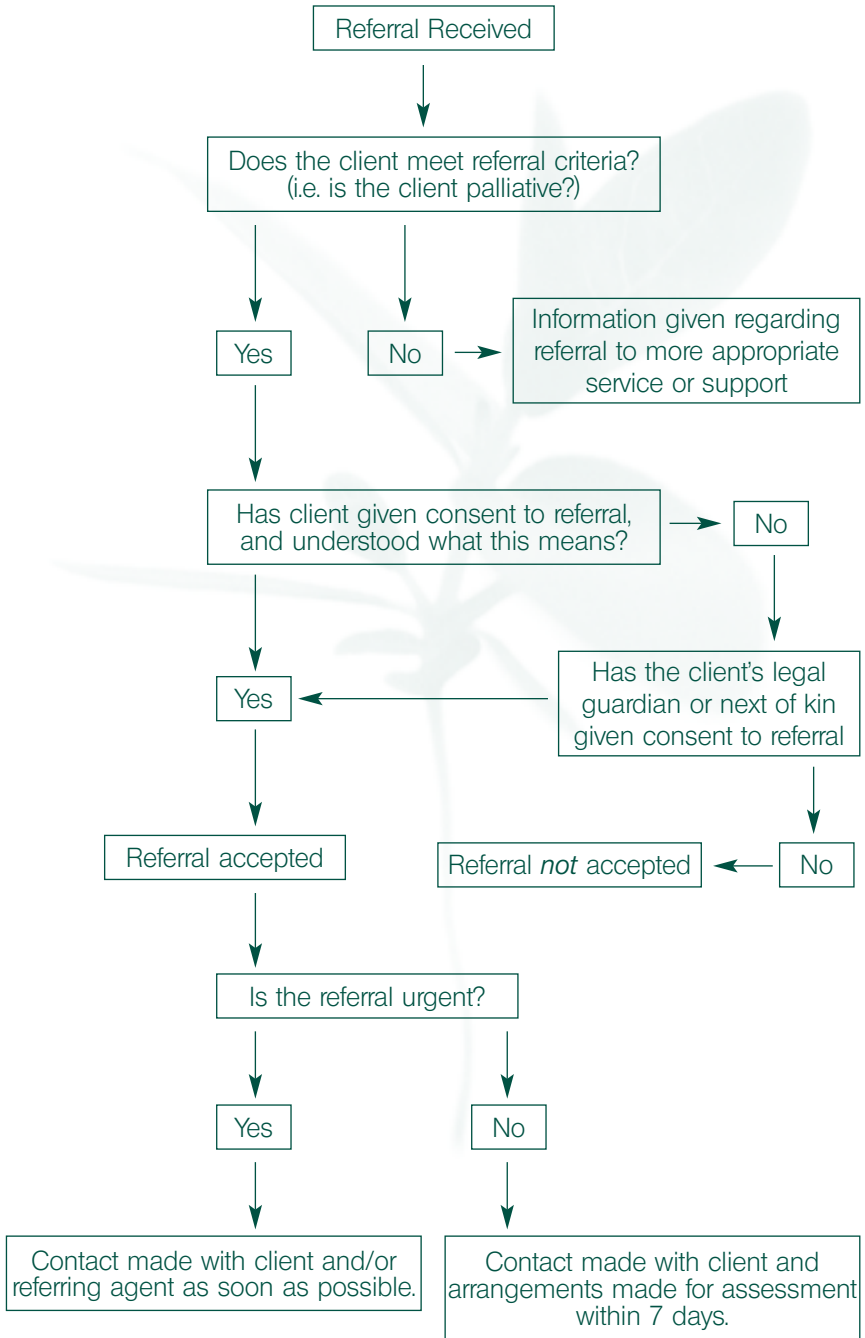 Referral Received
Does the client meet referral criteria?
(i.e. is the client palliative?)
Yes
No
Information given regarding
referral to more appropriate
service or support
Has client given consent to referral,
and understood what this means?
No
Yes
Has the client's legal
guardian or next of kin
given consent to referral
Referral accepted
Referral not accepted
No
Is the referral urgent?
Yes
No
Contact made with client and/or
referring agent as soon as possible.
Contact made with client and
arrangements made for assessment
within 7 days.